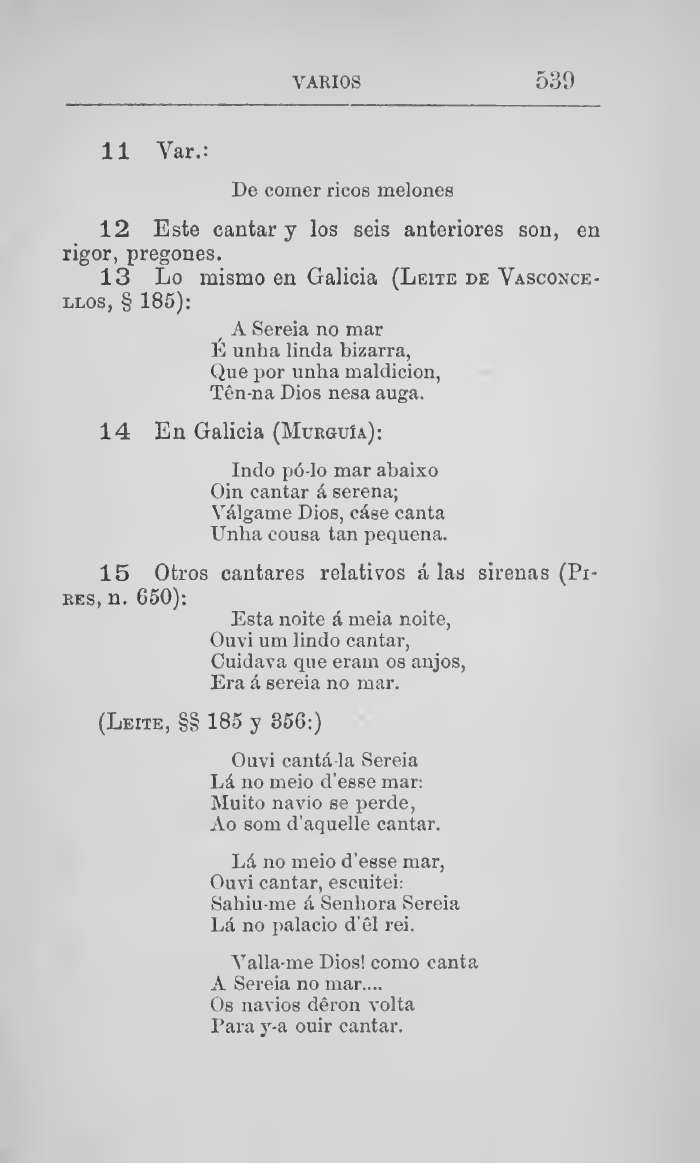 VARIOS 539
11 Var.:
De comer ricos melones
12 Este cantar y los seis anteriores son, en
rigor, pregones.
13 Lo mismo en Galicia (LEITE DE VASCONCE-
LLOS, § 185):
A Sereia no mar
É unha linda bizarra,
Que por unha maldicion,
Tên-na Dios nesa auga.
14 En Galicia (MURGUÍA):
Indo pó-lo mar abaixo
Oin cantar á serena;
Válgame Dios, cáse canta
Unha cousa tan pequena.
15 Otros cantares relativos á las sirenas (PI-
RES, n. 650):
Esta noite á meia noite,
Ouvi um lindo cantar,
Cuidava que eram os anjos,
Era á sereia no mar.
(LEITE, §§ 185 y 356:)
Ouvi cantá-la Sereia
Lá no meio d'esse mar:
Muito navio se perde,
Ao som d'aquelle cantar.
Lá no meio d'esse mar,
Ouvi cantar, escuitei:
Sahiu-me á Senhora Sereia
Lá no palacio d'êl rei.
Valla-me Dios! como canta
A Sereia no mar....
Os navios dêron volta
Para y-a ouir cantar.